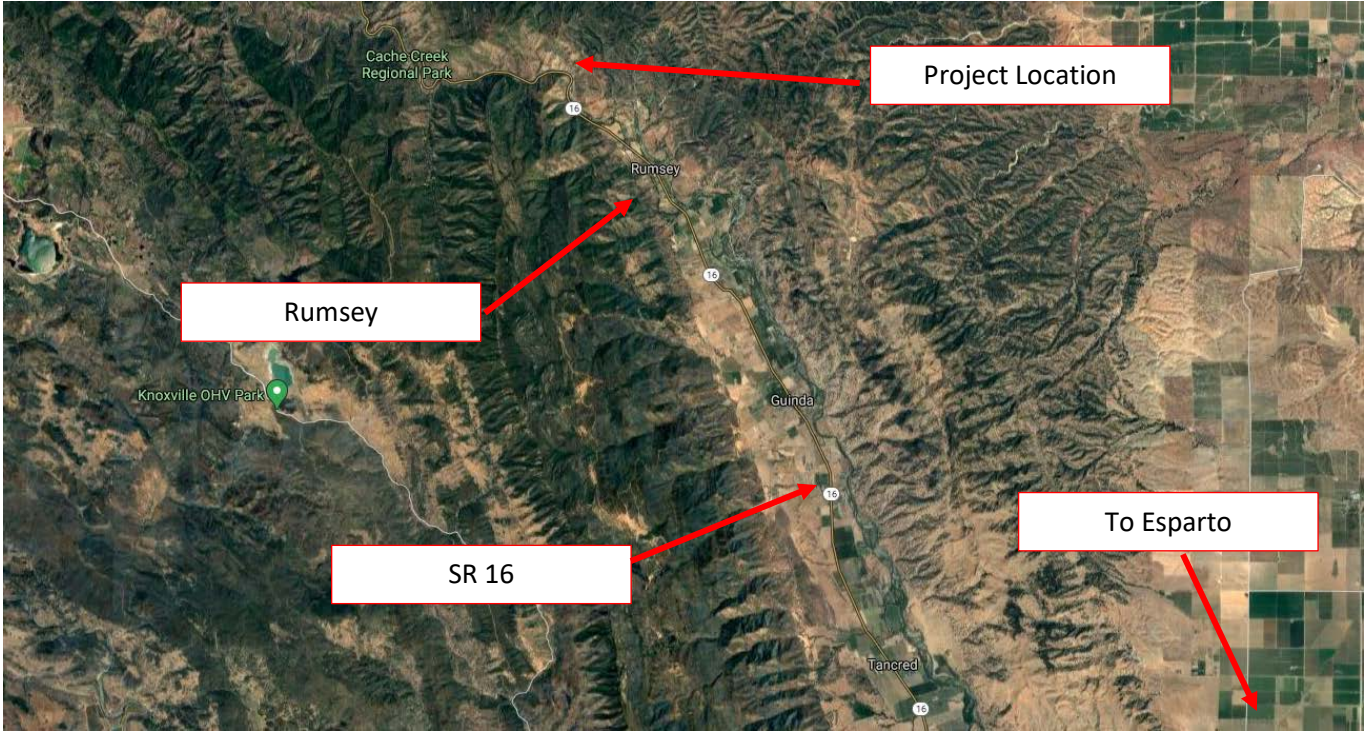 Cache Creek
Regional Park
Project Location
16
Rumsey
Rumsey
16
Knoxville OHV Park
Guinda
16
To Esparto
SR 16
Tancred
16